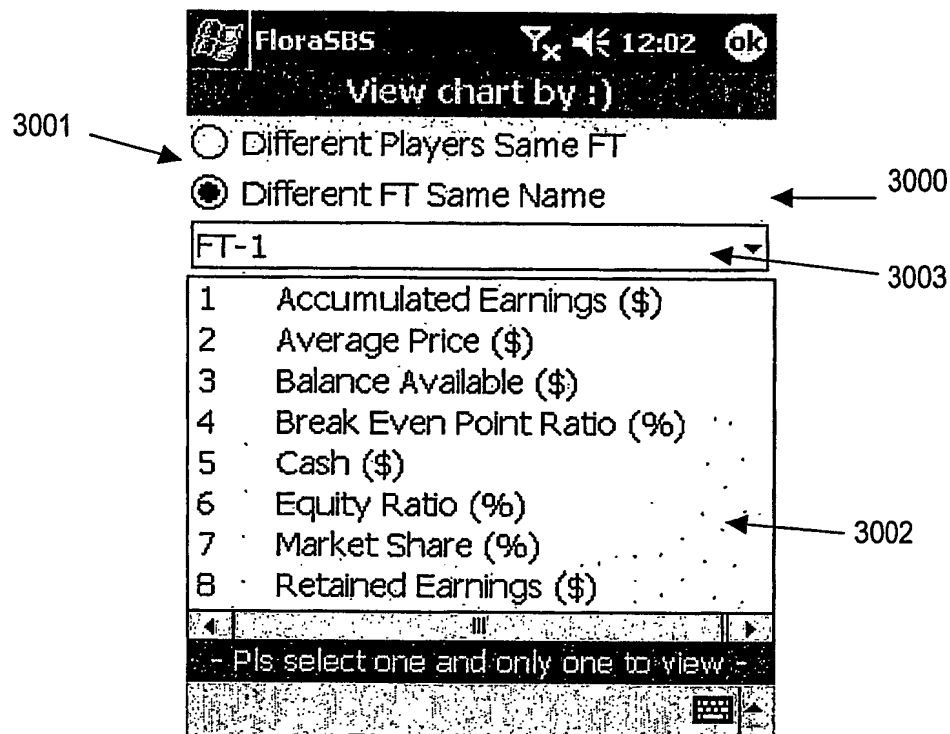 FloraSBS 12:02 ok
View chart by :)
3001
Different Players Same FT
Different FT Same Name
3000
FT-1
3003
1 Accumulated Earnings ($)
2 Average Price ($)
3 Balance Available ($)
4 Break Even Point Ratio (%)
5 Cash ($)
6 Equity Ratio (%)
7 Market Share (%)
8 Retained Earnings ($)
3002
- Pls select one and only one to view -